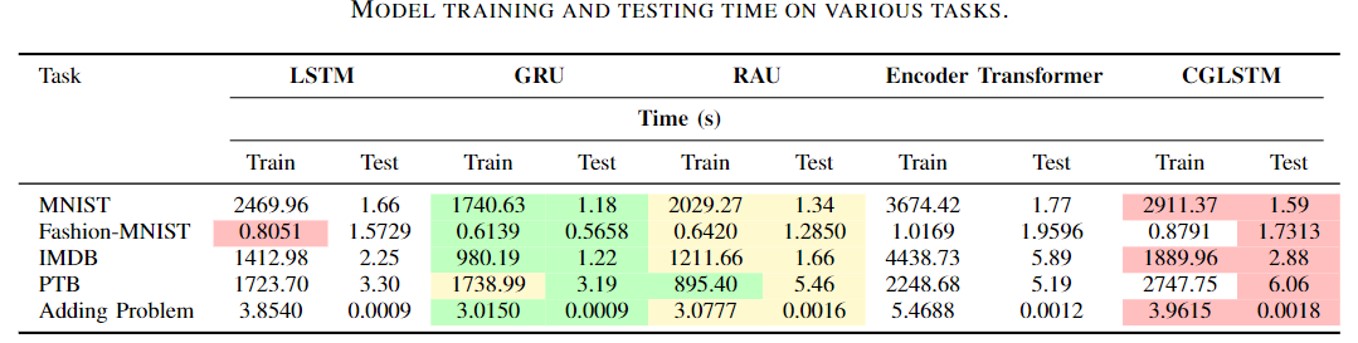 MODEL TRAINING AND TESTING TIME ON VARIOUS TASKS.
Task LSTM GRU RAU Encoder Transformer CGLSTM
Time (s)
Train Test Train Test Train Test Train Test Train Test
MNIST 2469.96 1.66 1740.63 1.18 2029.27 1.34 3674.42 1.77 2911.37 1.59
Fashion-MNIST 0.8051 1.5729 0.6139 0.5658 0.6420 1.2850 1.0169 1.9596 0.8791 1.7313
IMDB 1412.98 2.25 980.19 1.22 1211.66 1.66 4438.73 5.89 1889.96 2.88
PTB 1723.70 3.30 1738.99 3.19 895.40 5.46 2248.68 5.19 2747.75 6.06
Adding Problem 3.8540 0.0009 3.0150 0.0009 3.0777 0.0016 5.4688 0.0012 3.9615 0.0018